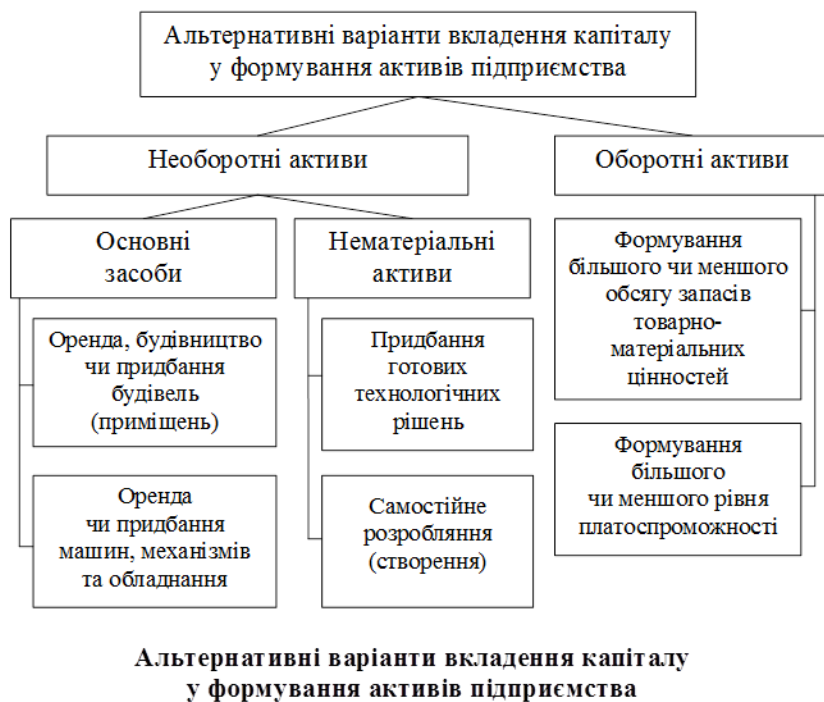 Альтернативні варіанти вкладення капіталу
у формування активів підприємства
Необоротні активи
Оборотні активи
Основні
засоби
Нематеріальні
активи
Формування
більшого чи меншого
обсягу запасів
товарно-
матеріальних
цінностей
Оренда, будівництво
чи придбання
будівель
(приміщень)
Придбання
готових
технологічних
рішень
Формування
більшого
чи меншого рівня
платоспроможності
Оренда
чи придбання
машин, механізмів
та обладнання
Самостійне
розробляння
(створення)
Альтернативні варіанти вкладення капіталу
у формування активів підприємства